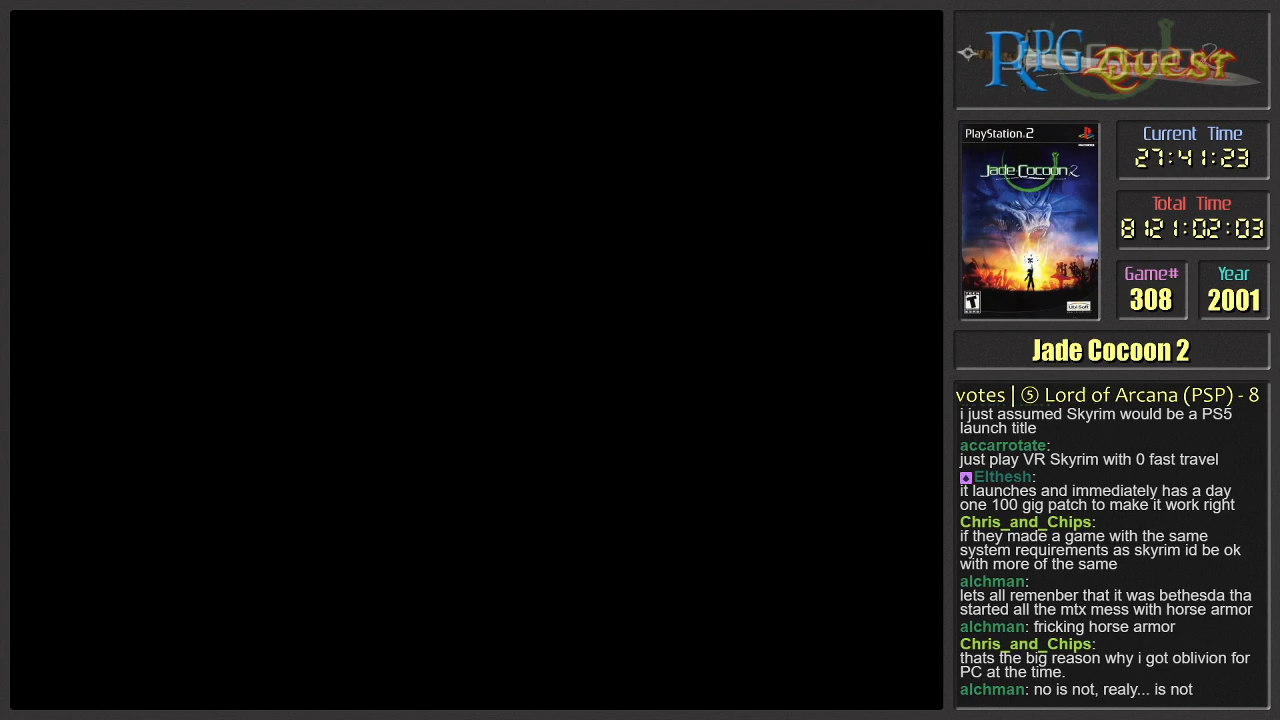 RPG Quest
Jade Cocoon 2
PlayStation.2
Jade Cocoon 2
TEEN
Ubi Soft
Current Time
27:41:23
Total Time
8121:02:03
Game#
308
Year
2001
Jade Cocoon 2
votes | ⑤ Lord of Arcana (PSP) - 8
i just assumed Skyrim would be a PS5
launch title
accarrotate:
just play VR Skyrim with 0 fast travel
Elthesh:
it launches and immediately has a day
one 100 gig patch to make it work right
Chris_and_Chips:
if they made a game with the same
system requirements as skyrim id be ok
with more of the same
alchman:
lets all remenber that it was bethesda tha
started all the mtx mess with horse armor
alchman: fricking horse armor
Chris_and_Chips:
thats the big reason why i got oblivion for
PC at the time.
alchman: no is not, realy... is not